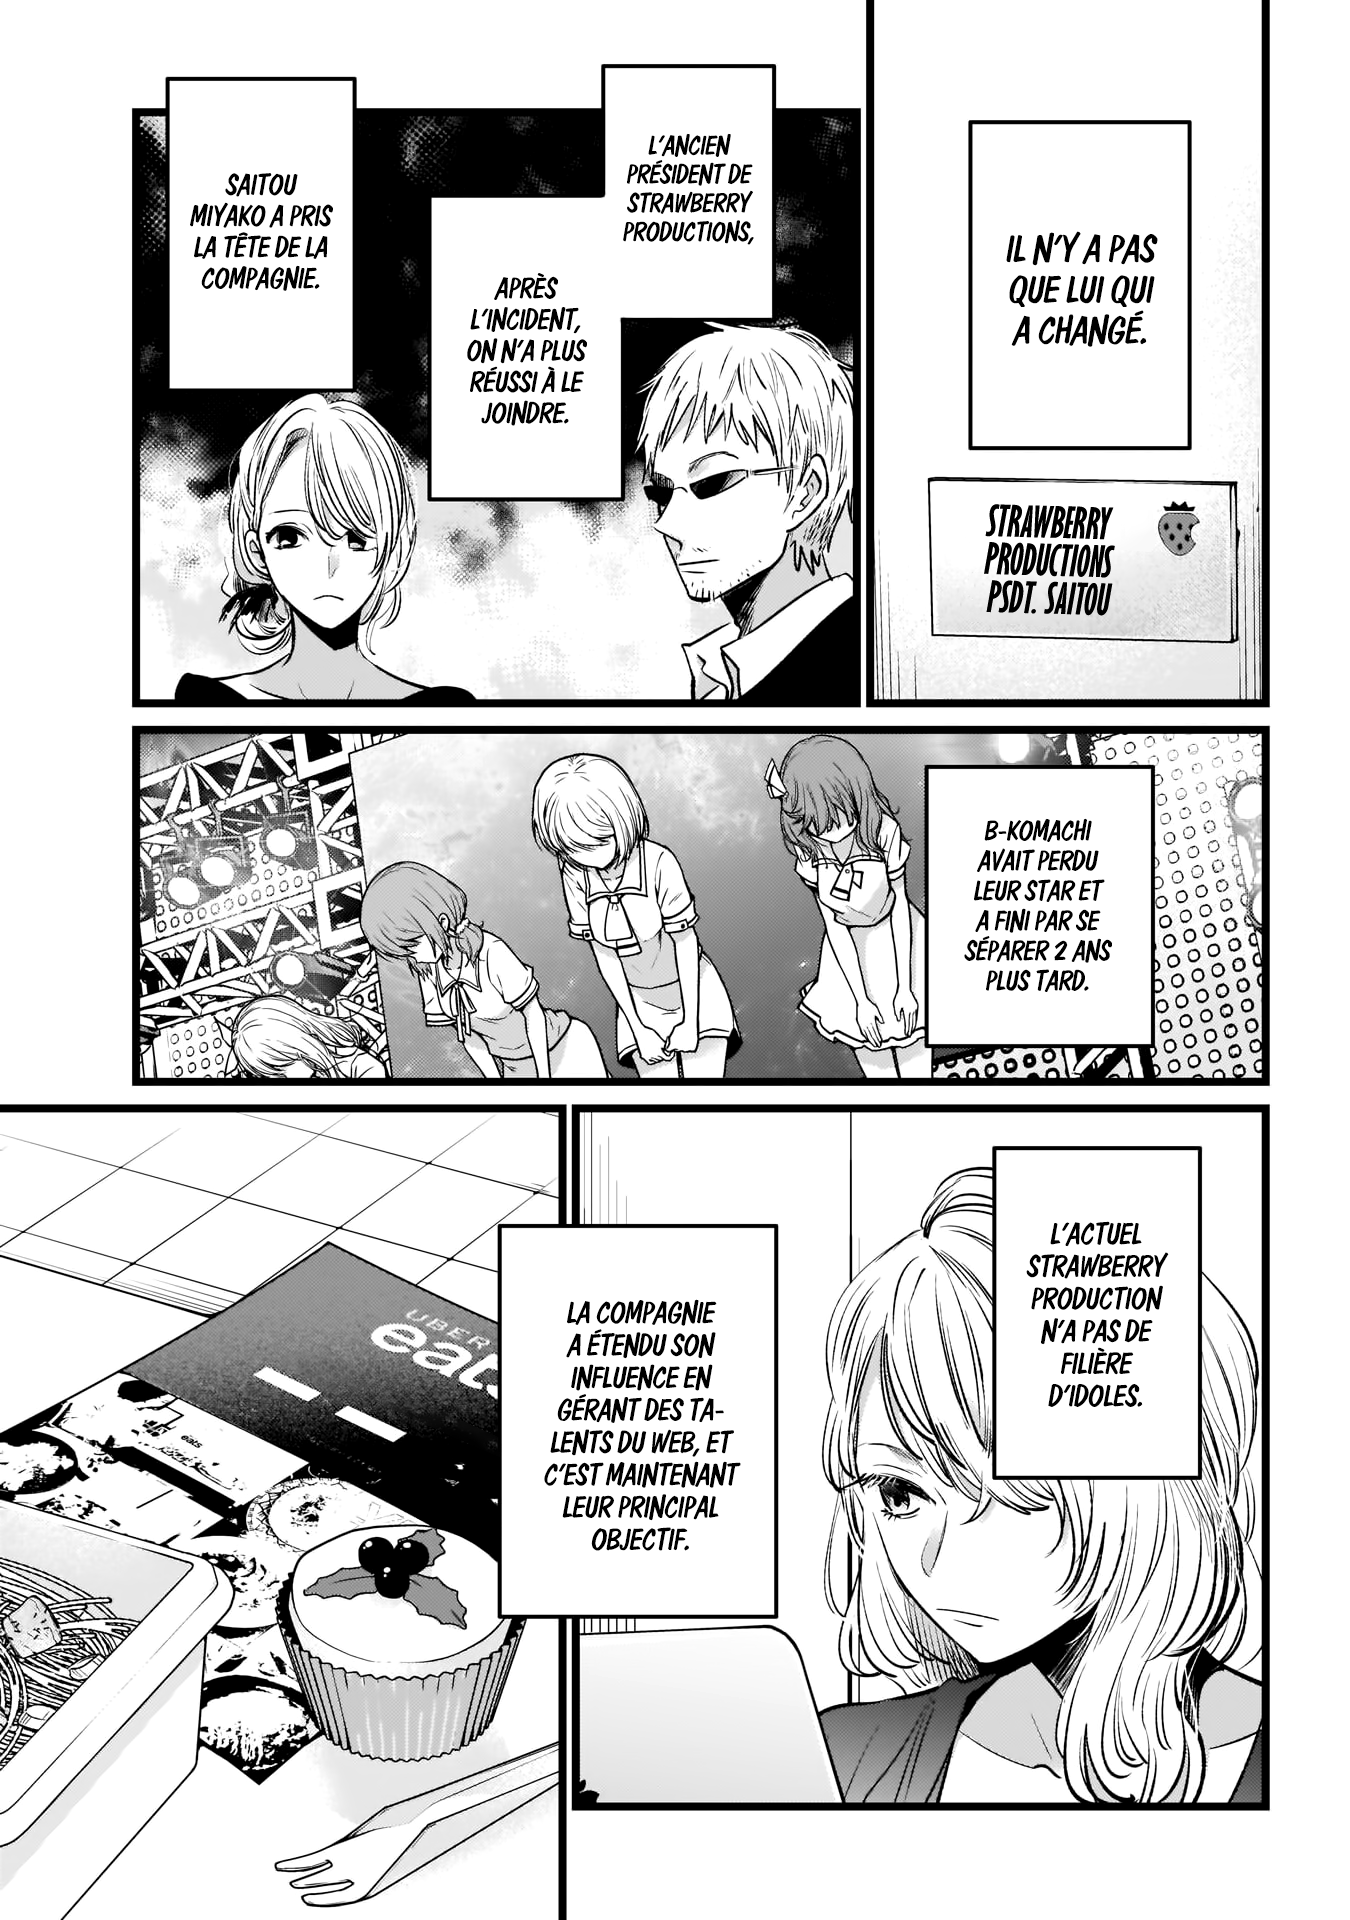 IL N'Y A PAS
QUE LUI QUI
A CHANGÉ.
STRAWBERRY
PRODUCTIONS
PSDT. SAITOU
L'ANCIEN
PRÉSIDENT DE
STRAWBERRY
PRODUCTIONS,
APRÈS
L'INCIDENT,
ON N'A PLUS
RÉUSSI À LE
JOINDRE.
SAITOU
MIYAKO A PRIS
LA TÊTE DE LA
COMPAGNIE.
B-KOMACHI
AVAIT PERDU
LEUR STAR ET
A FINI PAR SE
SÉPARER 2 ANS
PLUS TARD.
L'ACTUEL
STRAWBERRY
PRODUCTION
N'A PAS DE
FILIÈRE
D'IDOLES.
LA COMPAGNIE
A ÉTENDU SON
INFLUENCE EN
GÉRANT DES TA-
LENTS DU WEB, ET
C'EST MAINTENANT
LEUR PRINCIPAL
OBJECTIF.
UBER
eats
eats